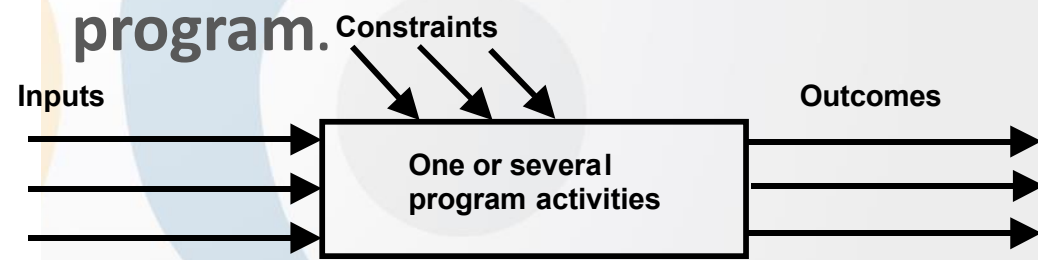 program.
Constraints
Inputs
Outcomes
One or several
program activities